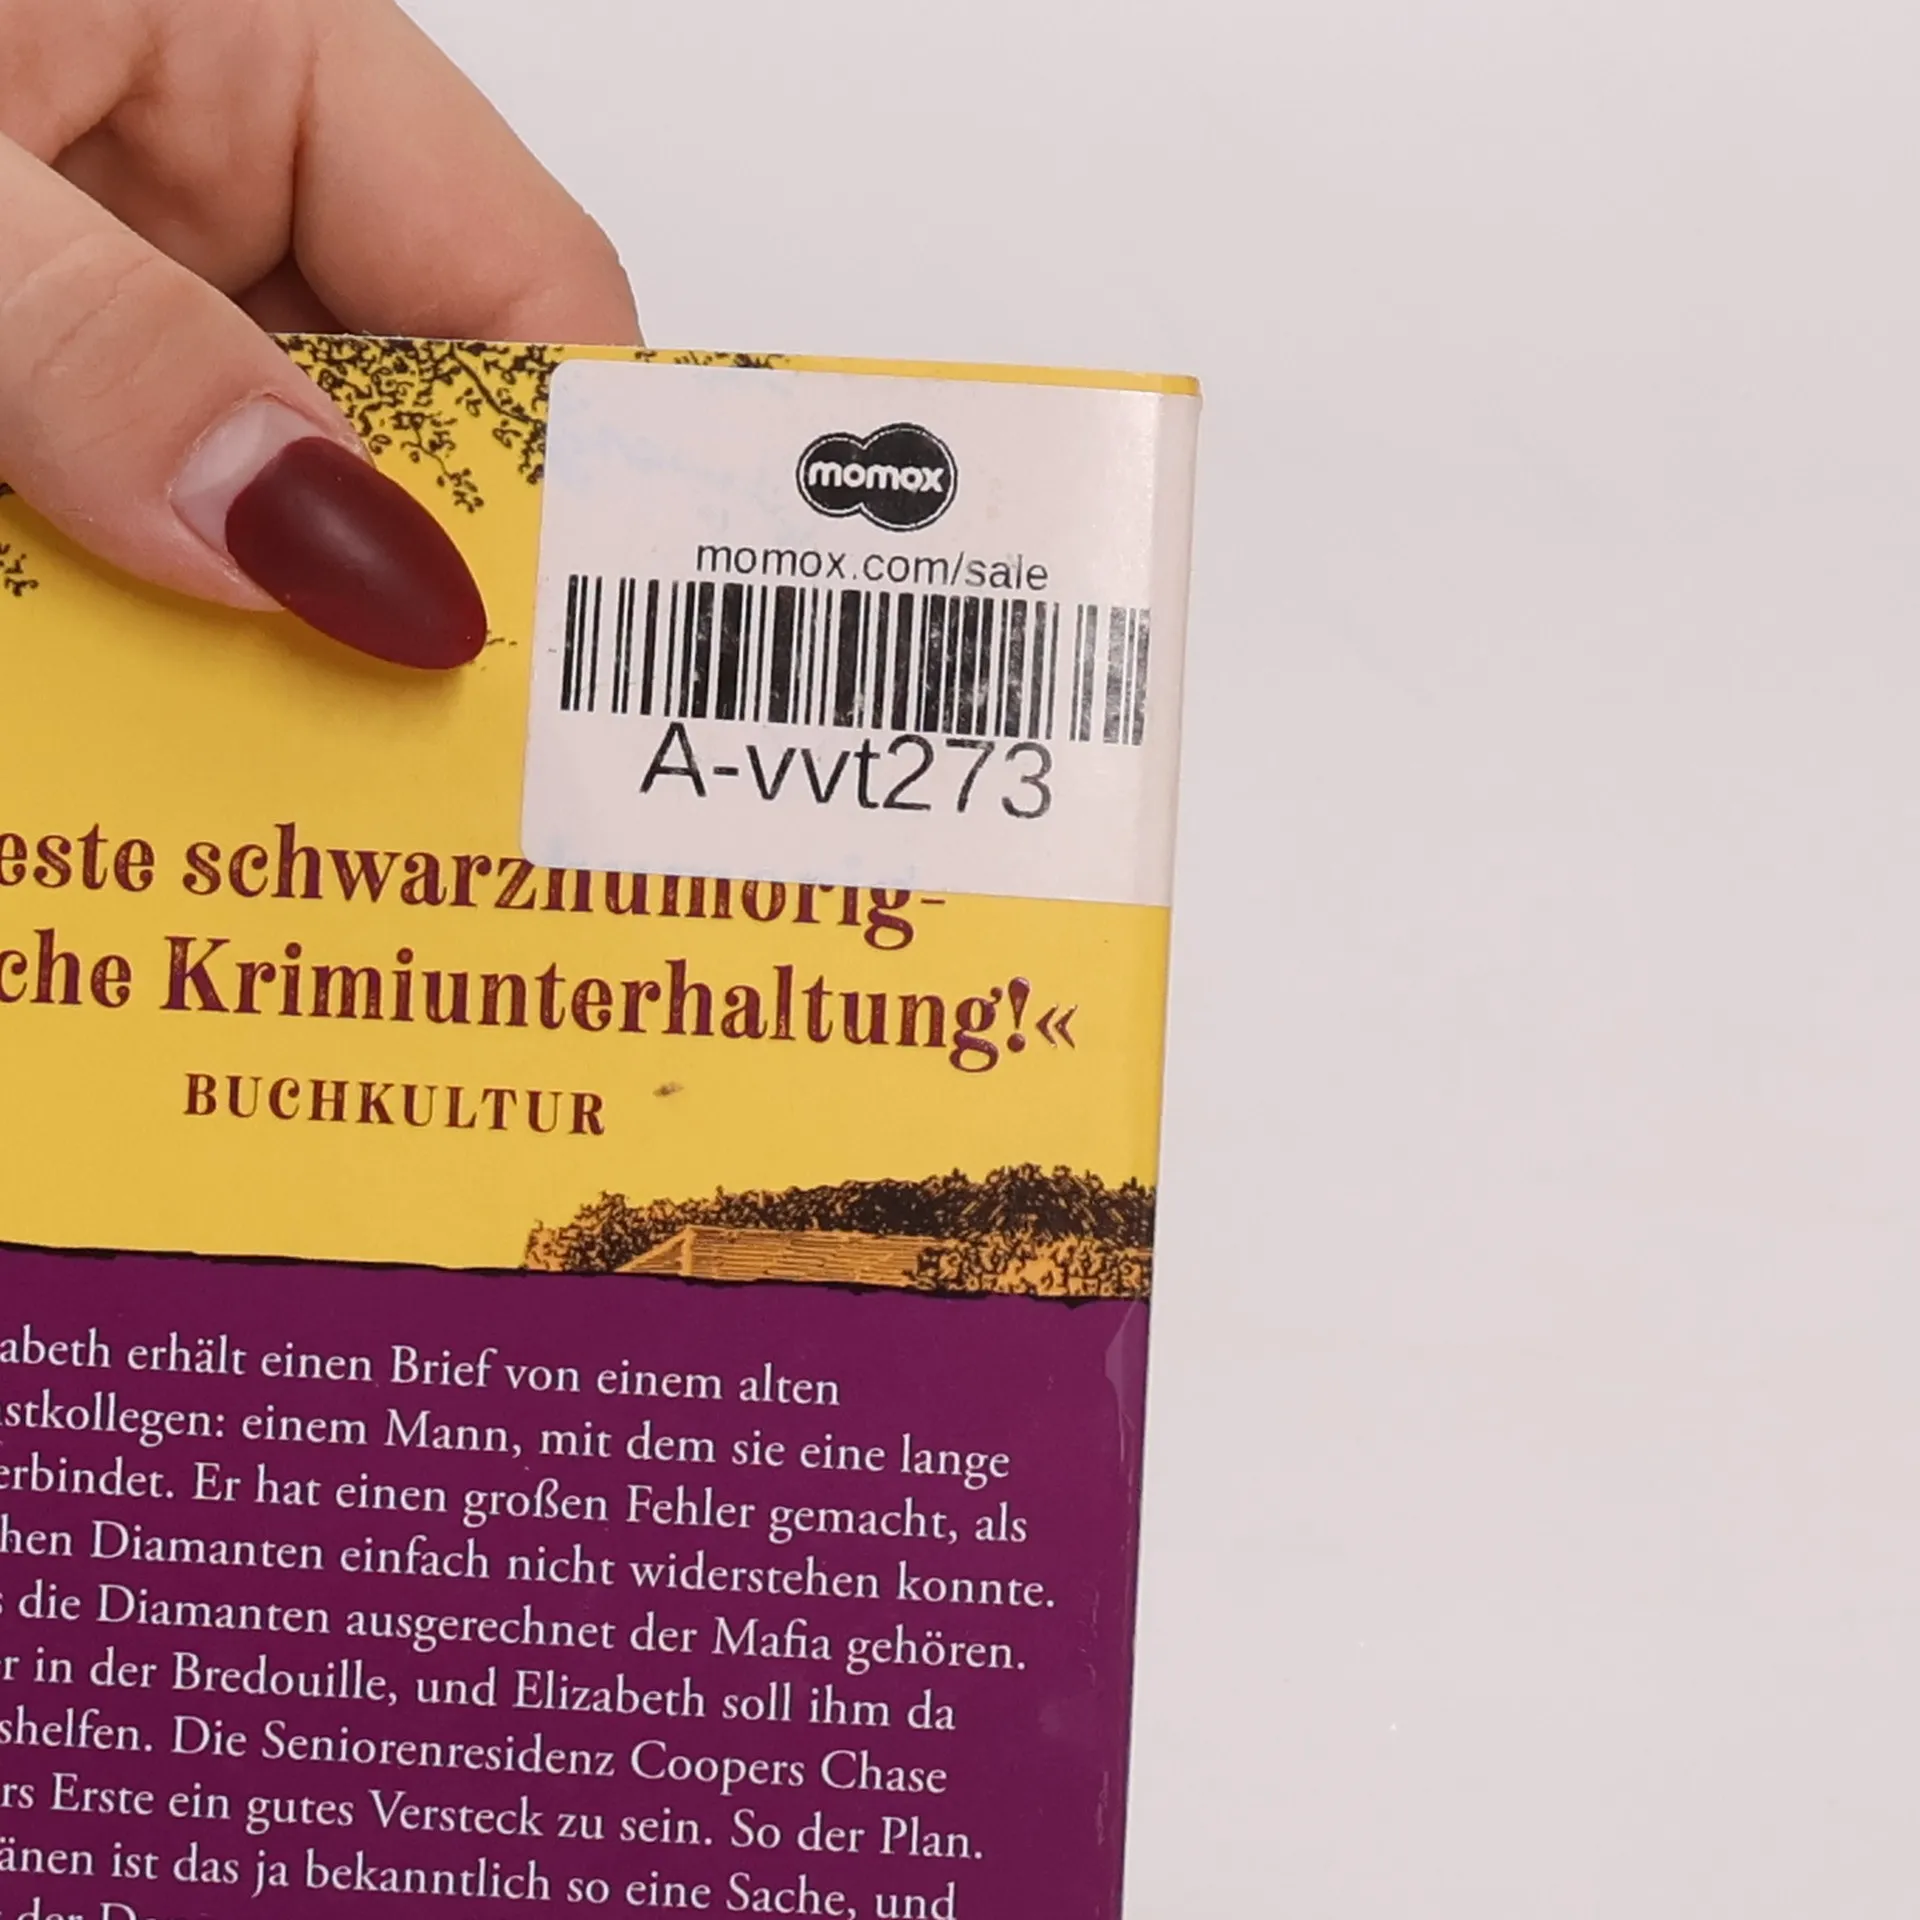 momox
momox.com/sale
A-vvt273
este schwarzhumorig-
che Krimiunterhaltung!«
BUCHKULTUR
abeth erhält einen Brief von einem alten
stkollegen: einem Mann, mit dem sie eine lange
erbindet. Er hat einen großen Fehler gemacht, als
hen Diamanten einfach nicht widerstehen konnte.
s die Diamanten ausgerechnet der Mafia gehören.
r in der Bredouille, und Elizabeth soll ihm da
shelfen. Die Seniorenresidenz Coopers Chase
rs Erste ein gutes Versteck zu sein. So der Plan.
änen ist das ja bekanntlich so eine Sache, und
der